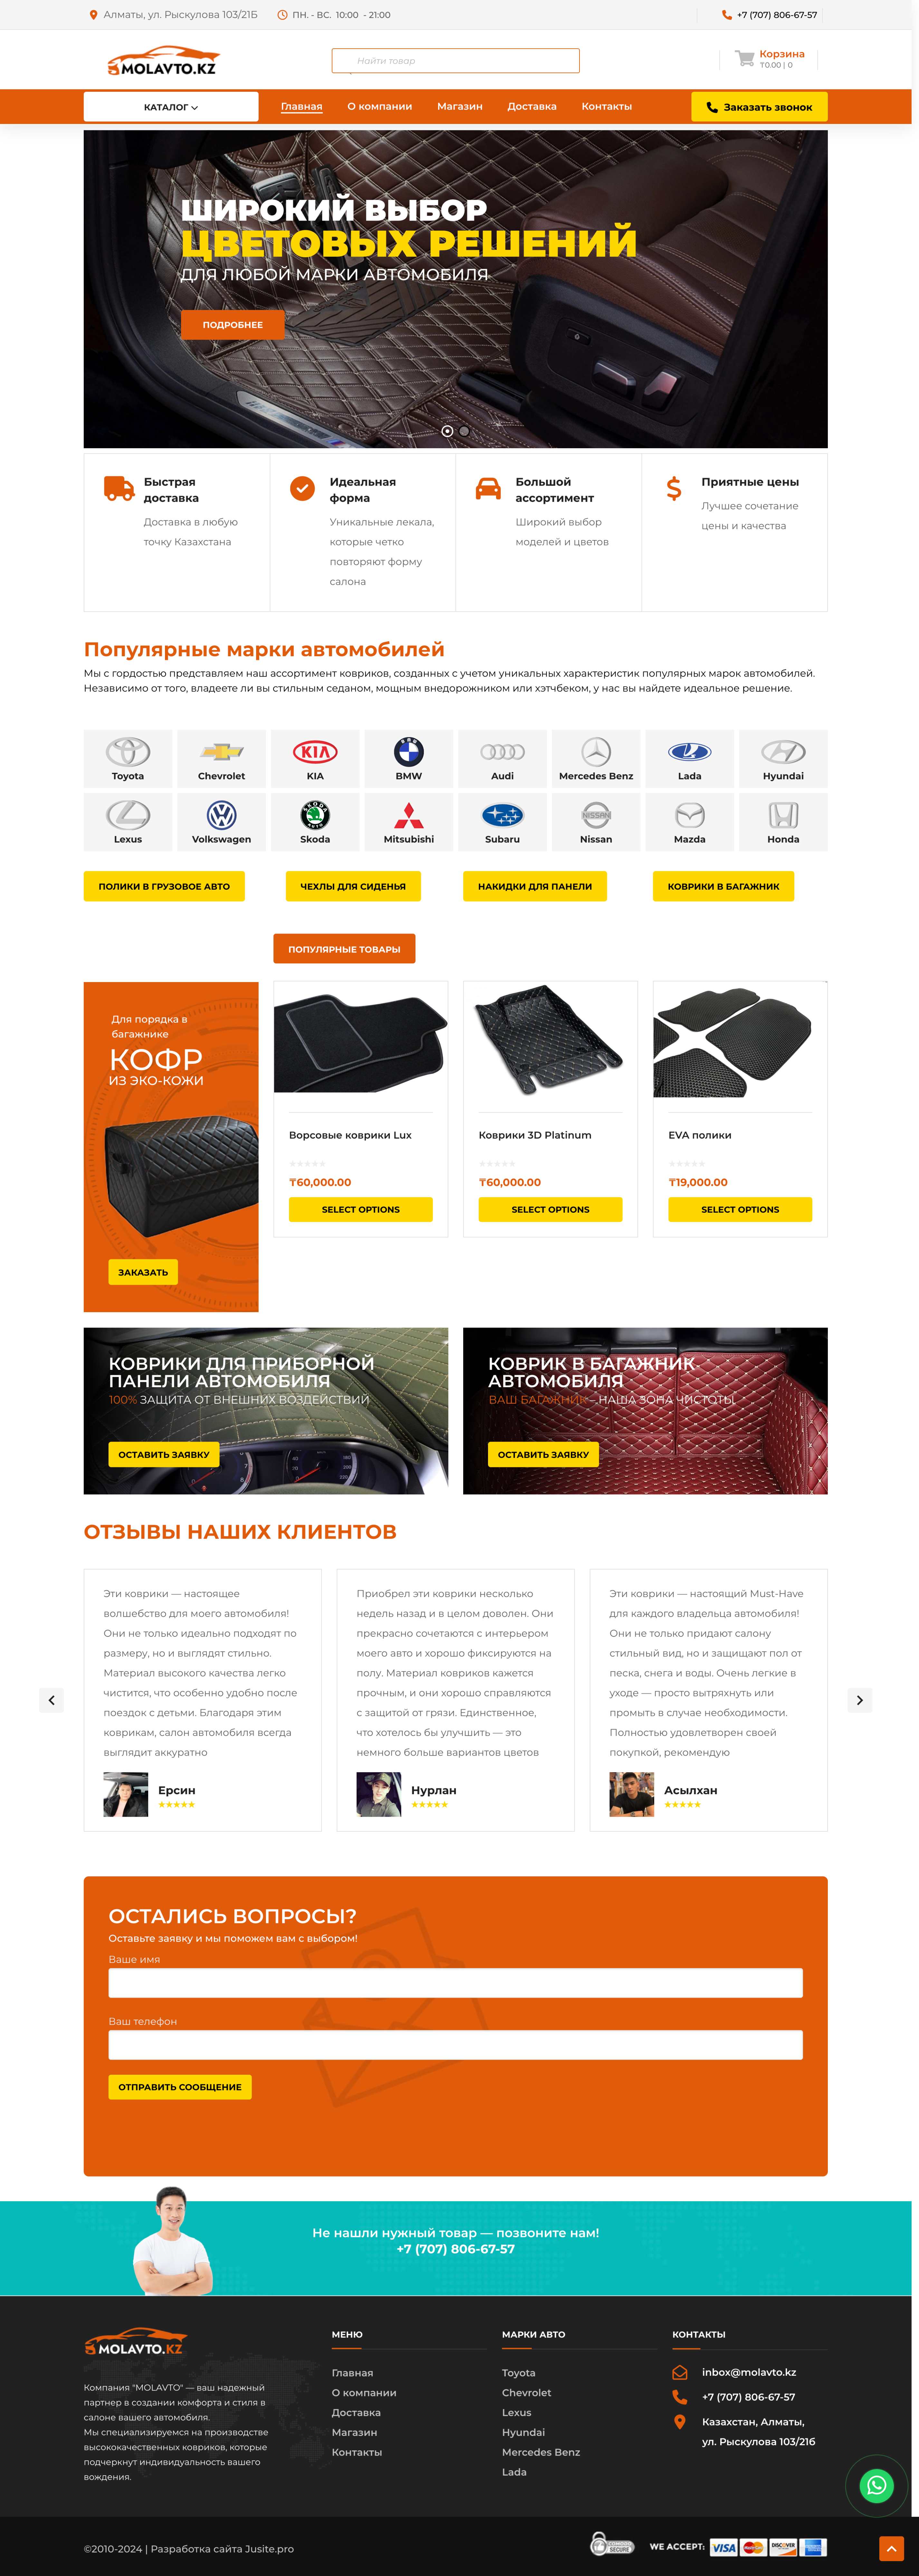 Алматы, ул. Рыскулова 103/21Б
ПН. - ВС. 10:00 - 21:00
+7 (707) 806-67-57
MOLAVTO.KZ
Найти товар
Корзина
₸0.00 | 0
КАТАЛОГ
Главная
О компании
Магазин
Доставка
Контакты
Заказать звонок
ШИРОКИЙ ВЫБОР
ЦВЕТОВЫХ РЕШЕНИЙ
ДЛЯ ЛЮБОЙ МАРКИ АВТОМОБИЛЯ
ПОДРОБНЕЕ
Быстрая
доставка
Доставка в любую
точку Казахстана
Идеальная
форма
Уникальные лекала,
которые четко
повторяют форму
салона
Большой
ассортимент
Широкий выбор
моделей и цветов
Приятные цены
Лучшее сочетание
цены и качества
Популярные марки автомобилей
Мы с гордостью представляем наш ассортимент ковриков, созданных с учетом уникальных характеристик популярных марок автомобилей.
Независимо от того, владеете ли вы стильным седаном, мощным внедорожником или хэтчбеком, у нас вы найдете идеальное решение.
Toyota
Chevrolet
KIA
BMW
Audi
Mercedes Benz
Lada
Hyundai
Lexus
Volkswagen
Skoda
Mitsubishi
Subaru
Nissan
Mazda
Honda
ПОЛИКИ В ГРУЗОВОЕ АВТО
ЧЕХЛЫ ДЛЯ СИДЕНЬЯ
НАКИДКИ ДЛЯ ПАНЕЛИ
КОВРИКИ В БАГАЖНИК
ПОПУЛЯРНЫЕ ТОВАРЫ
Для порядка в
багажнике
КОФР
ИЗ ЭКО-КОЖИ
ЗАКАЗАТЬ
Ворсовые коврики Lux
₸60,000.00
SELECT OPTIONS
Коврики 3D Platinum
₸60,000.00
SELECT OPTIONS
EVA полики
₸19,000.00
SELECT OPTIONS
КОВРИКИ ДЛЯ ПРИБОРНОЙ
ПАНЕЛИ АВТОМОБИЛЯ
100% ЗАЩИТА ОТ ВНЕШНИХ ВОЗДЕЙСТВИЙ
ОСТАВИТЬ ЗАЯВКУ
КОВРИК В БАГАЖНИК
АВТОМОБИЛЯ
ВАШ БАГАЖНИК – НАША ЗОНА ЧИСТОТЫ
ОСТАВИТЬ ЗАЯВКУ
ОТЗЫВЫ НАШИХ КЛИЕНТОВ
Эти коврики — настоящее
волшебство для моего автомобиля!
Они не только идеально подходят по
размеру, но и выглядят стильно.
Материал высокого качества легко
чистится, что особенно удобно после
поездок с детьми. Благодаря этим
коврикам, салон автомобиля всегда
выглядит аккуратно
Ерсин
Приобрел эти коврики несколько
недель назад и в целом доволен. Они
прекрасно сочетаются с интерьером
моего авто и хорошо фиксируются на
полу. Материал ковриков кажется
прочным, и они хорошо справляются
с защитой от грязи. Единственное,
что хотелось бы улучшить — это
немного больше вариантов цветов
Нурлан
Эти коврики — настоящий Must-Have
для каждого владельца автомобиля!
Они не только придают салону
стильный вид, но и защищают пол от
песка, снега и воды. Очень легкие в
уходе — просто вытряхнуть или
промыть в случае необходимости.
Полностью удовлетворен своей
покупкой, рекомендую
Асылхан
ОСТАЛИСЬ ВОПРОСЫ?
Оставьте заявку и мы поможем вам с выбором!
Ваше имя
Ваш телефон
ОТПРАВИТЬ СООБЩЕНИЕ
Не нашли нужный товар — позвоните нам!
+7 (707) 806-67-57
MOLAVTO.KZ
Компания "MOLAVTO" — ваш надежный
партнер в создании комфорта и стиля в
салоне вашего автомобиля.
Мы специализируемся на производстве
высококачественных ковриков, которые
подчеркнут индивидуальность вашего
вождения.
МЕНЮ
Главная
О компании
Доставка
Магазин
Контакты
МАРКИ АВТО
Toyota
Chevrolet
Lexus
Hyundai
Mercedes Benz
Lada
КОНТАКТЫ
inbox@molavto.kz
+7 (707) 806-67-57
Казахстан, Алматы,
ул. Рыскулова 103/21б
©2010-2024 | Разработка сайта Jusite.pro
SECURE
WE ACCEPT:
VISA
DISCOVER